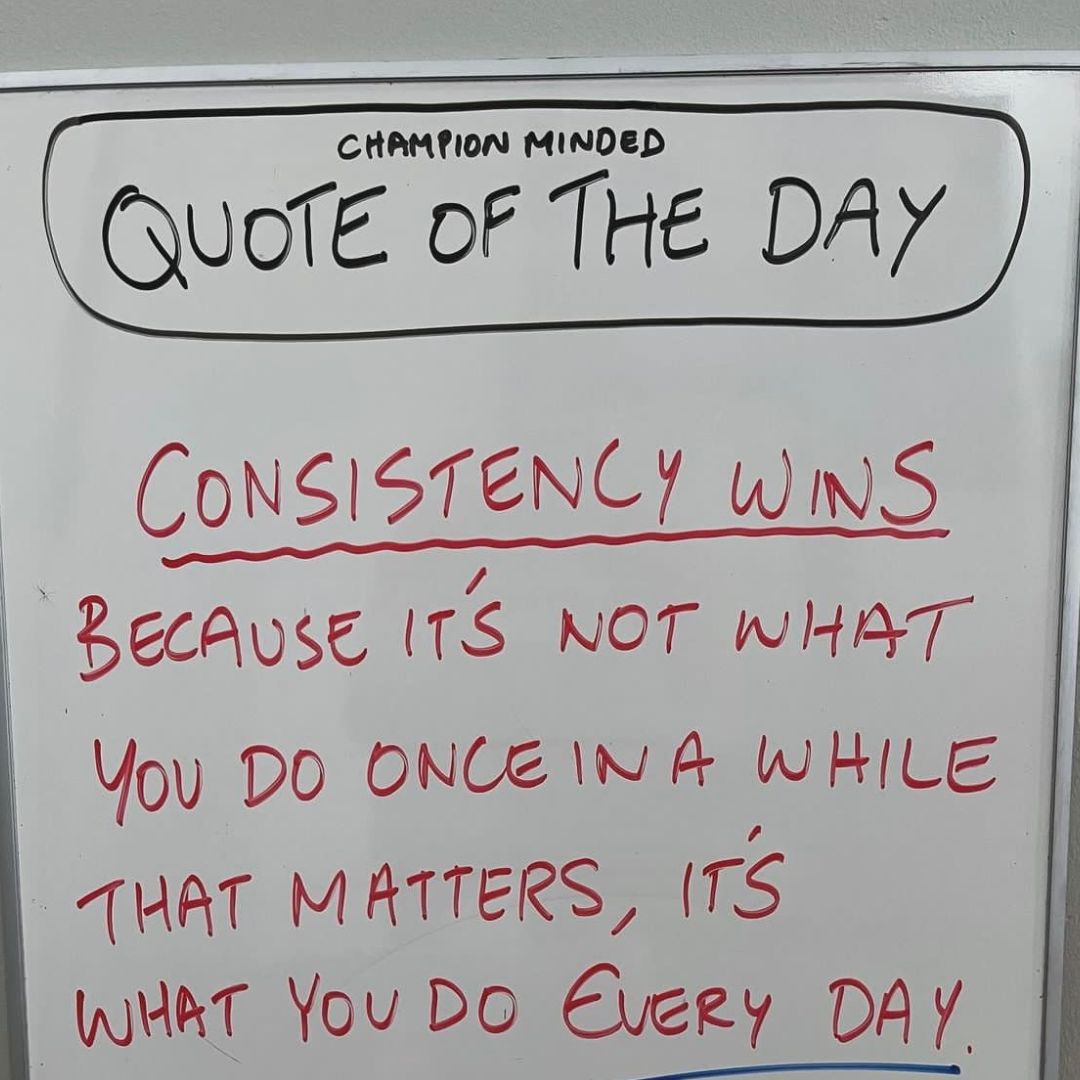 CHAMPION MINDED
QUOTE OF THE DAY
CONSISTENCY WINS
BECAUSE IT'S NOT WHAT
YOU DO ONCE IN A WHILE
THAT MATTERS, IT'S
WHAT YOU DO EVERY DAY.